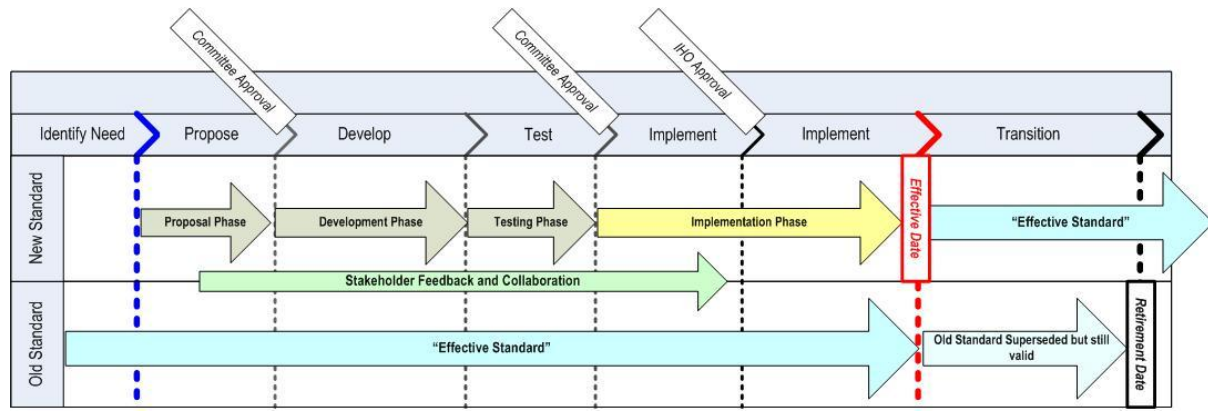 Committee Approval
Committee Approval
IHO Approval
Identify Need
Propose
Develop
Test
Implement
Implement
Transition
New Standard
Proposal Phase
Development Phase
Testing Phase
Implementation Phase
Effective Date
“Effective Standard”
Stakeholder Feedback and Collaboration
Old Standard
“Effective Standard”
Old Standard Superseded but still
valid
Retirement Date